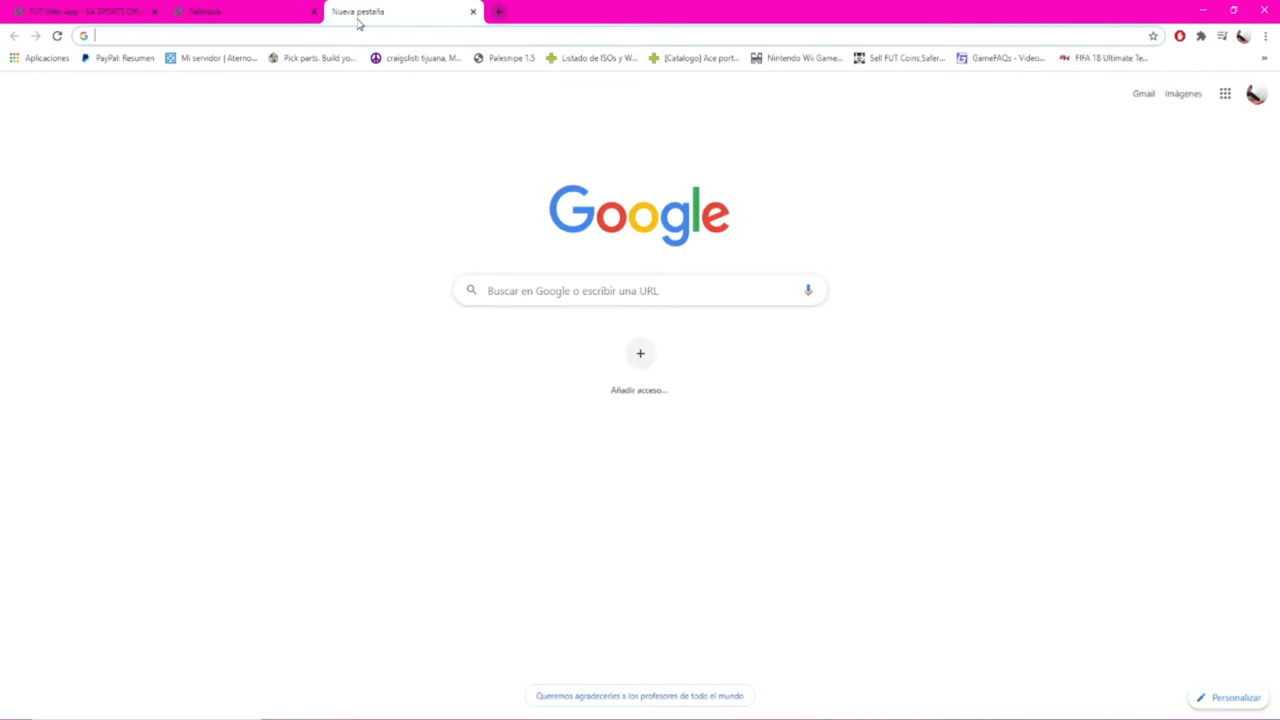 FUT Web App - EA SPORTS Offi...
Palesnipe
Nueva pestaña
Aplicaciones
PayPal: Resumen
Mi servidor | Aterno...
Pick parts. Build yo...
craigslist: tijuana, M...
Palesnipe 1.5
Listado de ISOs y W...
[Catalogo] Ace port...
Nintendo Wii Game...
Sell FUT Coins,Safer...
GameFAQs - Video...
FIFA 18 Ultimate Te...
Gmail
Imágenes
Google
Buscar en Google o escribir una URL
Añadir acceso...
Queremos agradecerles a los profesores de todo el mundo
Personalizar